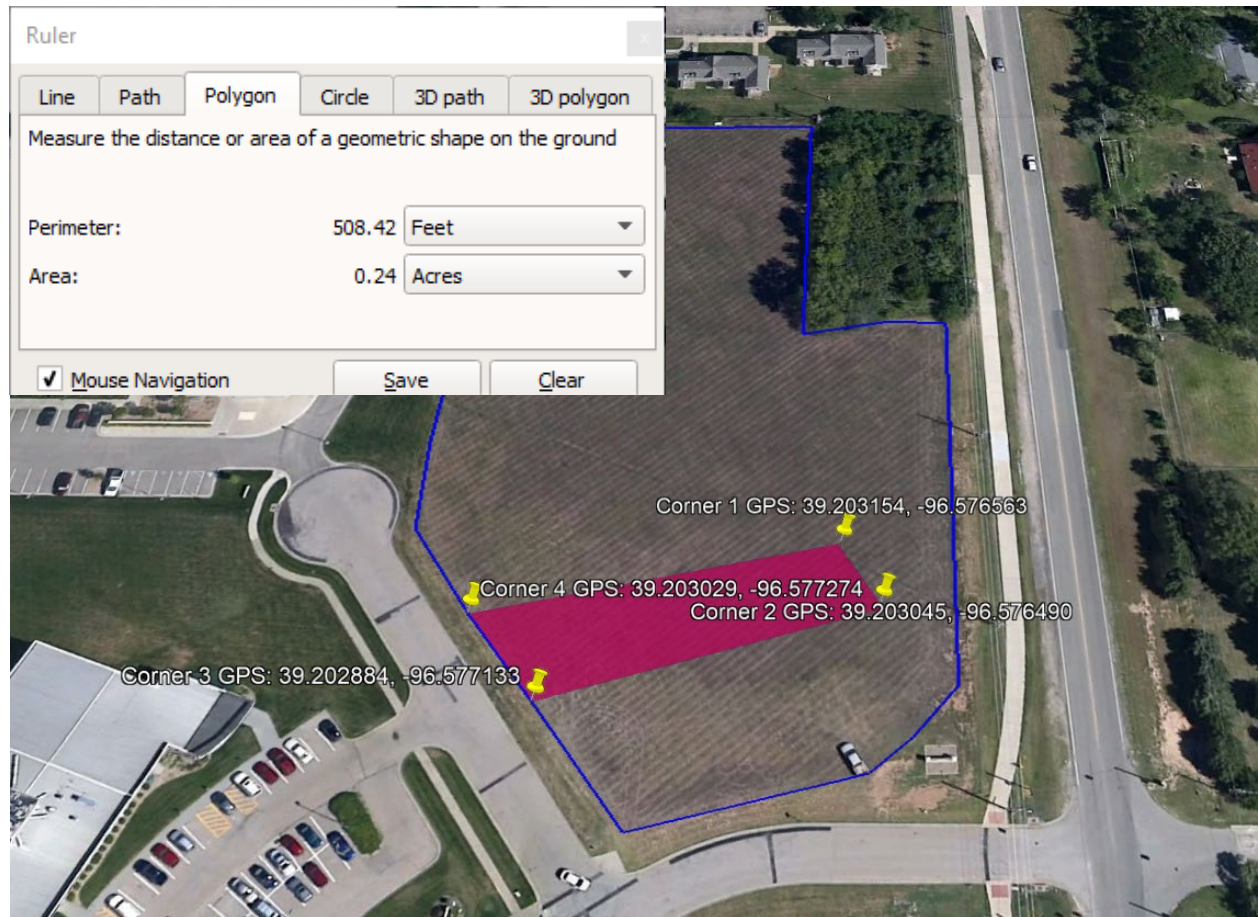 Ruler
x
Line Path Polygon Circle 3D path 3D polygon
Measure the distance or area of a geometric shape on the ground
Perimeter: 508.42 Feet
Area: 0.24 Acres
Mouse Navigation Save Clear
Corner 1 GPS: 39.203154, -96.576563
Corner 4 GPS: 39.203029, -96.577274
Corner 2 GPS: 39.203045, -96.576490
Corner 3 GPS: 39.202884, -96.577133